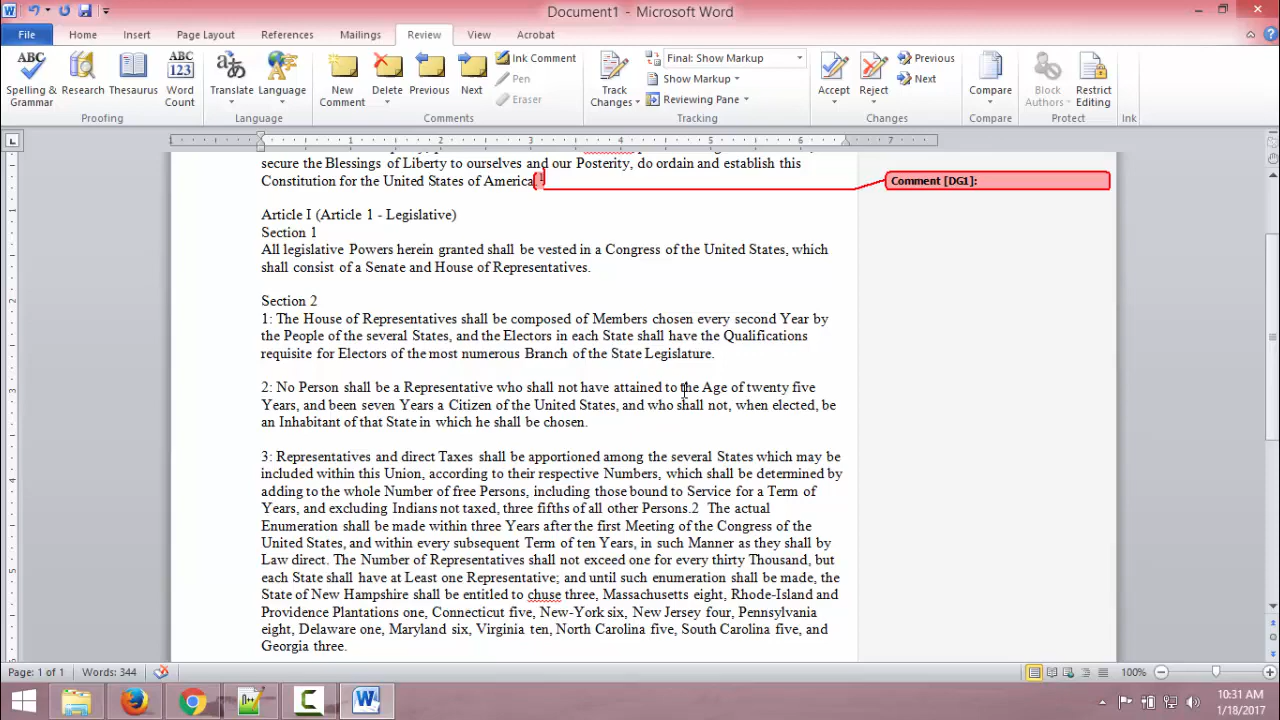 Document1 - Microsoft Word
File Home Insert Page Layout References Mailings Review View Acrobat
Spelling & Grammar
Research
Thesaurus
Word Count
Translate
Language
New Comment
Delete
Previous
Next
Ink Comment
Pen
Eraser
Track Changes
Final: Show Markup
Show Markup
Reviewing Pane
Accept
Reject
Previous
Next
Compare
Block Authors
Restrict Editing
Proofing Language Comments Tracking Changes Compare Protect Ink
secure the Blessings of Liberty to ourselves and our Posterity, do ordain and establish this
Constitution for the United States of America.1
Comment [DG1]:
Article I (Article 1 - Legislative)
Section 1
All legislative Powers herein granted shall be vested in a Congress of the United States, which
shall consist of a Senate and House of Representatives.
Section 2
1: The House of Representatives shall be composed of Members chosen every second Year by
the People of the several States, and the Electors in each State shall have the Qualifications
requisite for Electors of the most numerous Branch of the State Legislature.
2: No Person shall be a Representative who shall not have attained to the Age of twenty five
Years, and been seven Years a Citizen of the United States, and who shall not, when elected, be
an Inhabitant of that State in which he shall be chosen.
3: Representatives and direct Taxes shall be apportioned among the several States which may be
included within this Union, according to their respective Numbers, which shall be determined by
adding to the whole Number of free Persons, including those bound to Service for a Term of
Years, and excluding Indians not taxed, three fifths of all other Persons.2 The actual
Enumeration shall be made within three Years after the first Meeting of the Congress of the
United States, and within every subsequent Term of ten Years, in such Manner as they shall by
Law direct. The Number of Representatives shall not exceed one for every thirty Thousand, but
each State shall have at Least one Representative; and until such enumeration shall be made, the
State of New Hampshire shall be entitled to chuse three, Massachusetts eight, Rhode-Island and
Providence Plantations one, Connecticut five, New-York six, New Jersey four, Pennsylvania
eight, Delaware one, Maryland six, Virginia ten, North Carolina five, South Carolina five, and
Georgia three.
Page: 1 of 1 Words: 344 100%
10:31 AM
1/18/2017